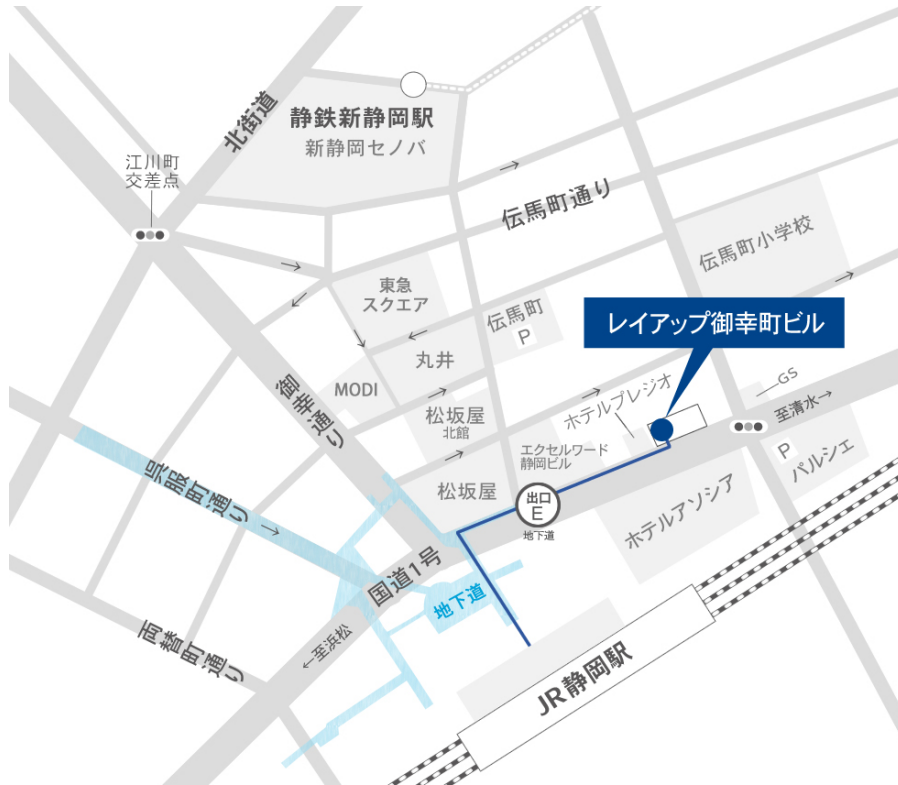 北街道
静鉄新静岡駅
新静岡セノバ
江川町
交差点
伝馬町通り
伝馬町小学校
東急
スクエア
伝馬町
P
レイアップ御幸町ビル
丸井
MODI
御幸通り
松坂屋
北館
ホテルプレジオ
GS
至清水→
エクセルワード
静岡ビル
P
パルシェ
呉服町通り
松坂屋
出口
E
地下道
ホテルアソシア
国道1号
地下道
←至浜松
両替町通り
JR静岡駅